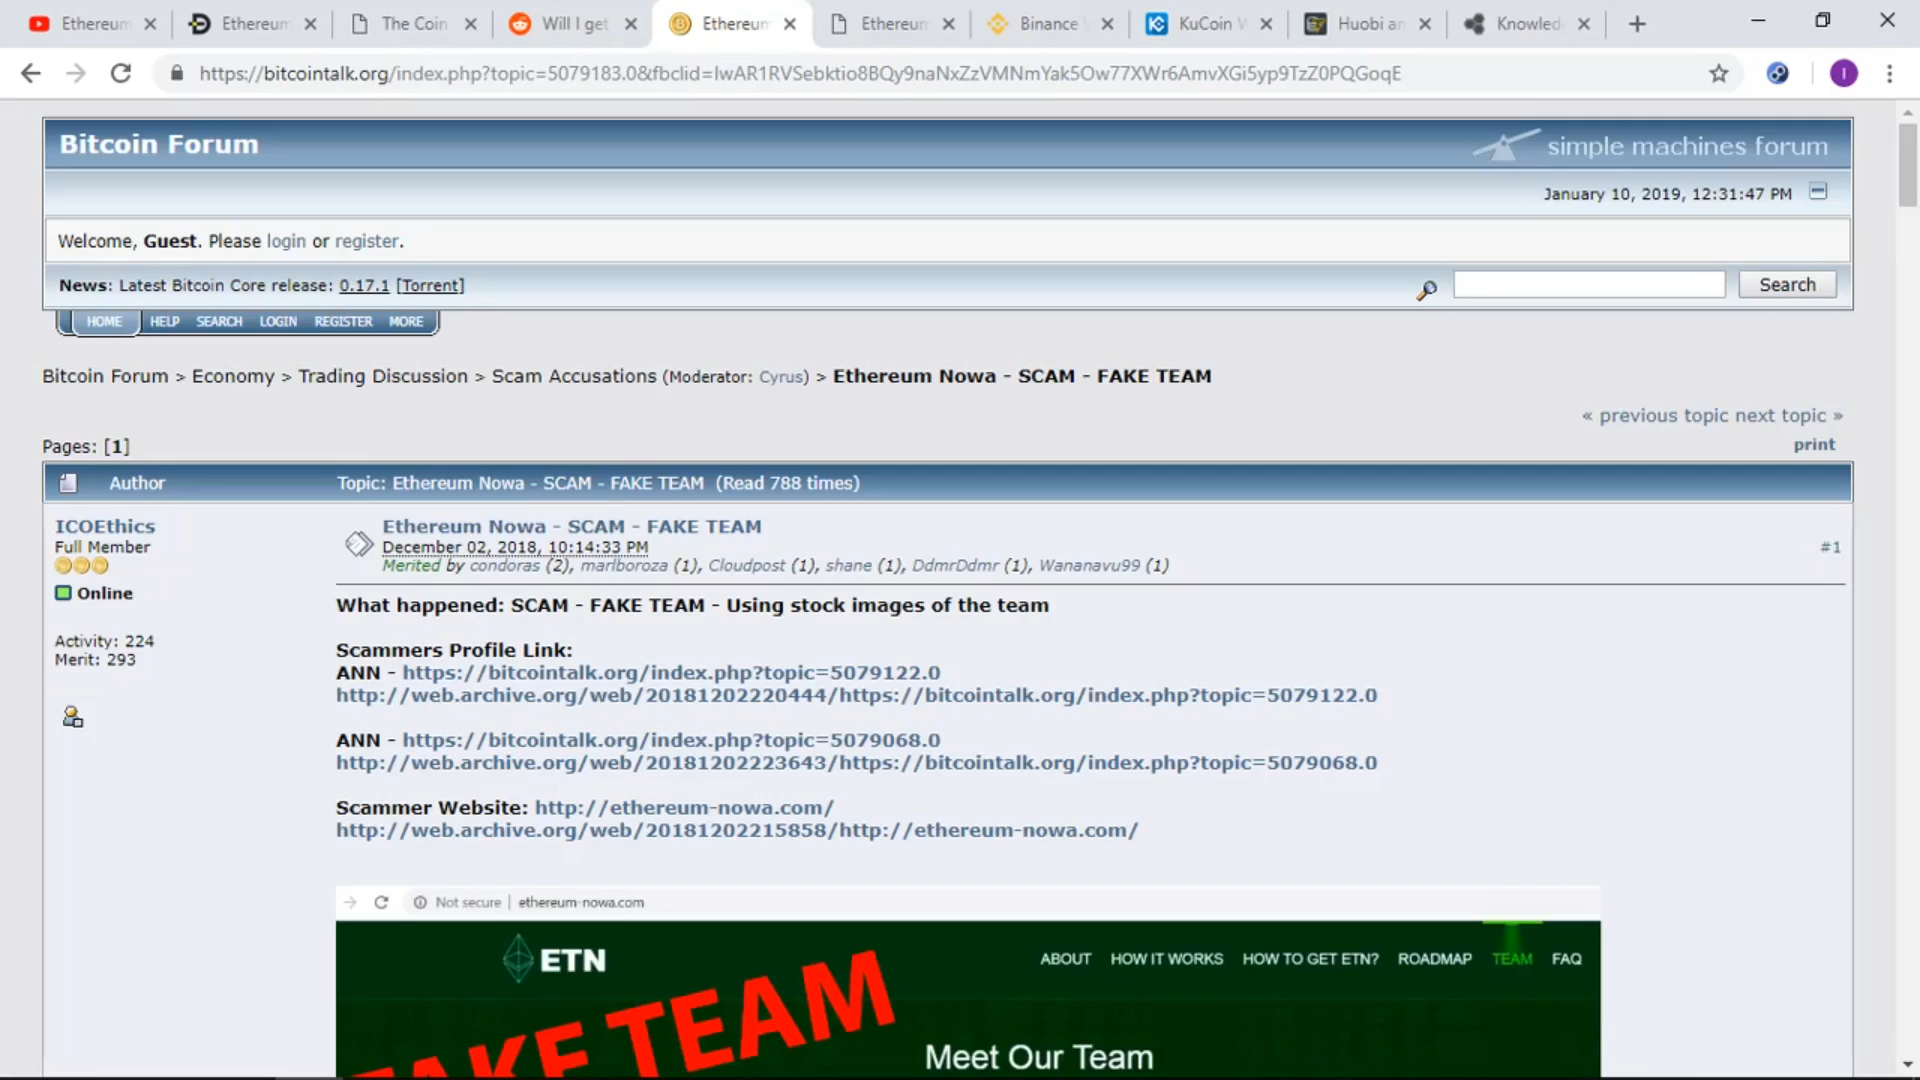 Ethereum
Ethereum
The Coin
Will I get
Ethereum
Ethereum
Binance
KuCoin W
Huobi an
Knowled
https://bitcointalk.org/index.php?topic=5079183.0&fbclid=IwAR1RVSebktio8BQy9naNxZzVMNmYak5Ow77XWr6AmvXGi5yp9TzZ0PQGoqE
I
Bitcoin Forum
simple machines forum
January 10, 2019, 12:31:47 PM
Welcome, Guest. Please login or register.
News: Latest Bitcoin Core release: 0.17.1 [Torrent]
Search
HOME HELP SEARCH LOGIN REGISTER MORE
Bitcoin Forum > Economy > Trading Discussion > Scam Accusations (Moderator: Cyrus) > Ethereum Nowa - SCAM - FAKE TEAM
« previous topic next topic »
Pages: [1]
print
Author
Topic: Ethereum Nowa - SCAM - FAKE TEAM (Read 788 times)
ICOEthics
Full Member
Online
Activity: 224
Merit: 293
Ethereum Nowa - SCAM - FAKE TEAM
December 02, 2018, 10:14:33 PM
#1
Merited by condoras (2), marlboroza (1), Cloudpost (1), shane (1), DdmrDdmr (1), Wananavu99 (1)
What happened: SCAM - FAKE TEAM - Using stock images of the team
Scammers Profile Link:
ANN - https://bitcointalk.org/index.php?topic=5079122.0
http://web.archive.org/web/20181202220444/https://bitcointalk.org/index.php?topic=5079122.0
ANN - https://bitcointalk.org/index.php?topic=5079068.0
http://web.archive.org/web/20181202223643/https://bitcointalk.org/index.php?topic=5079068.0
Scammer Website: http://ethereum-nowa.com/
http://web.archive.org/web/20181202215858/http://ethereum-nowa.com/
Not secure | ethereum-nowa.com
ETN
ABOUT HOW IT WORKS HOW TO GET ETN? ROADMAP TEAM FAQ
FAKE TEAM
Meet Our Team